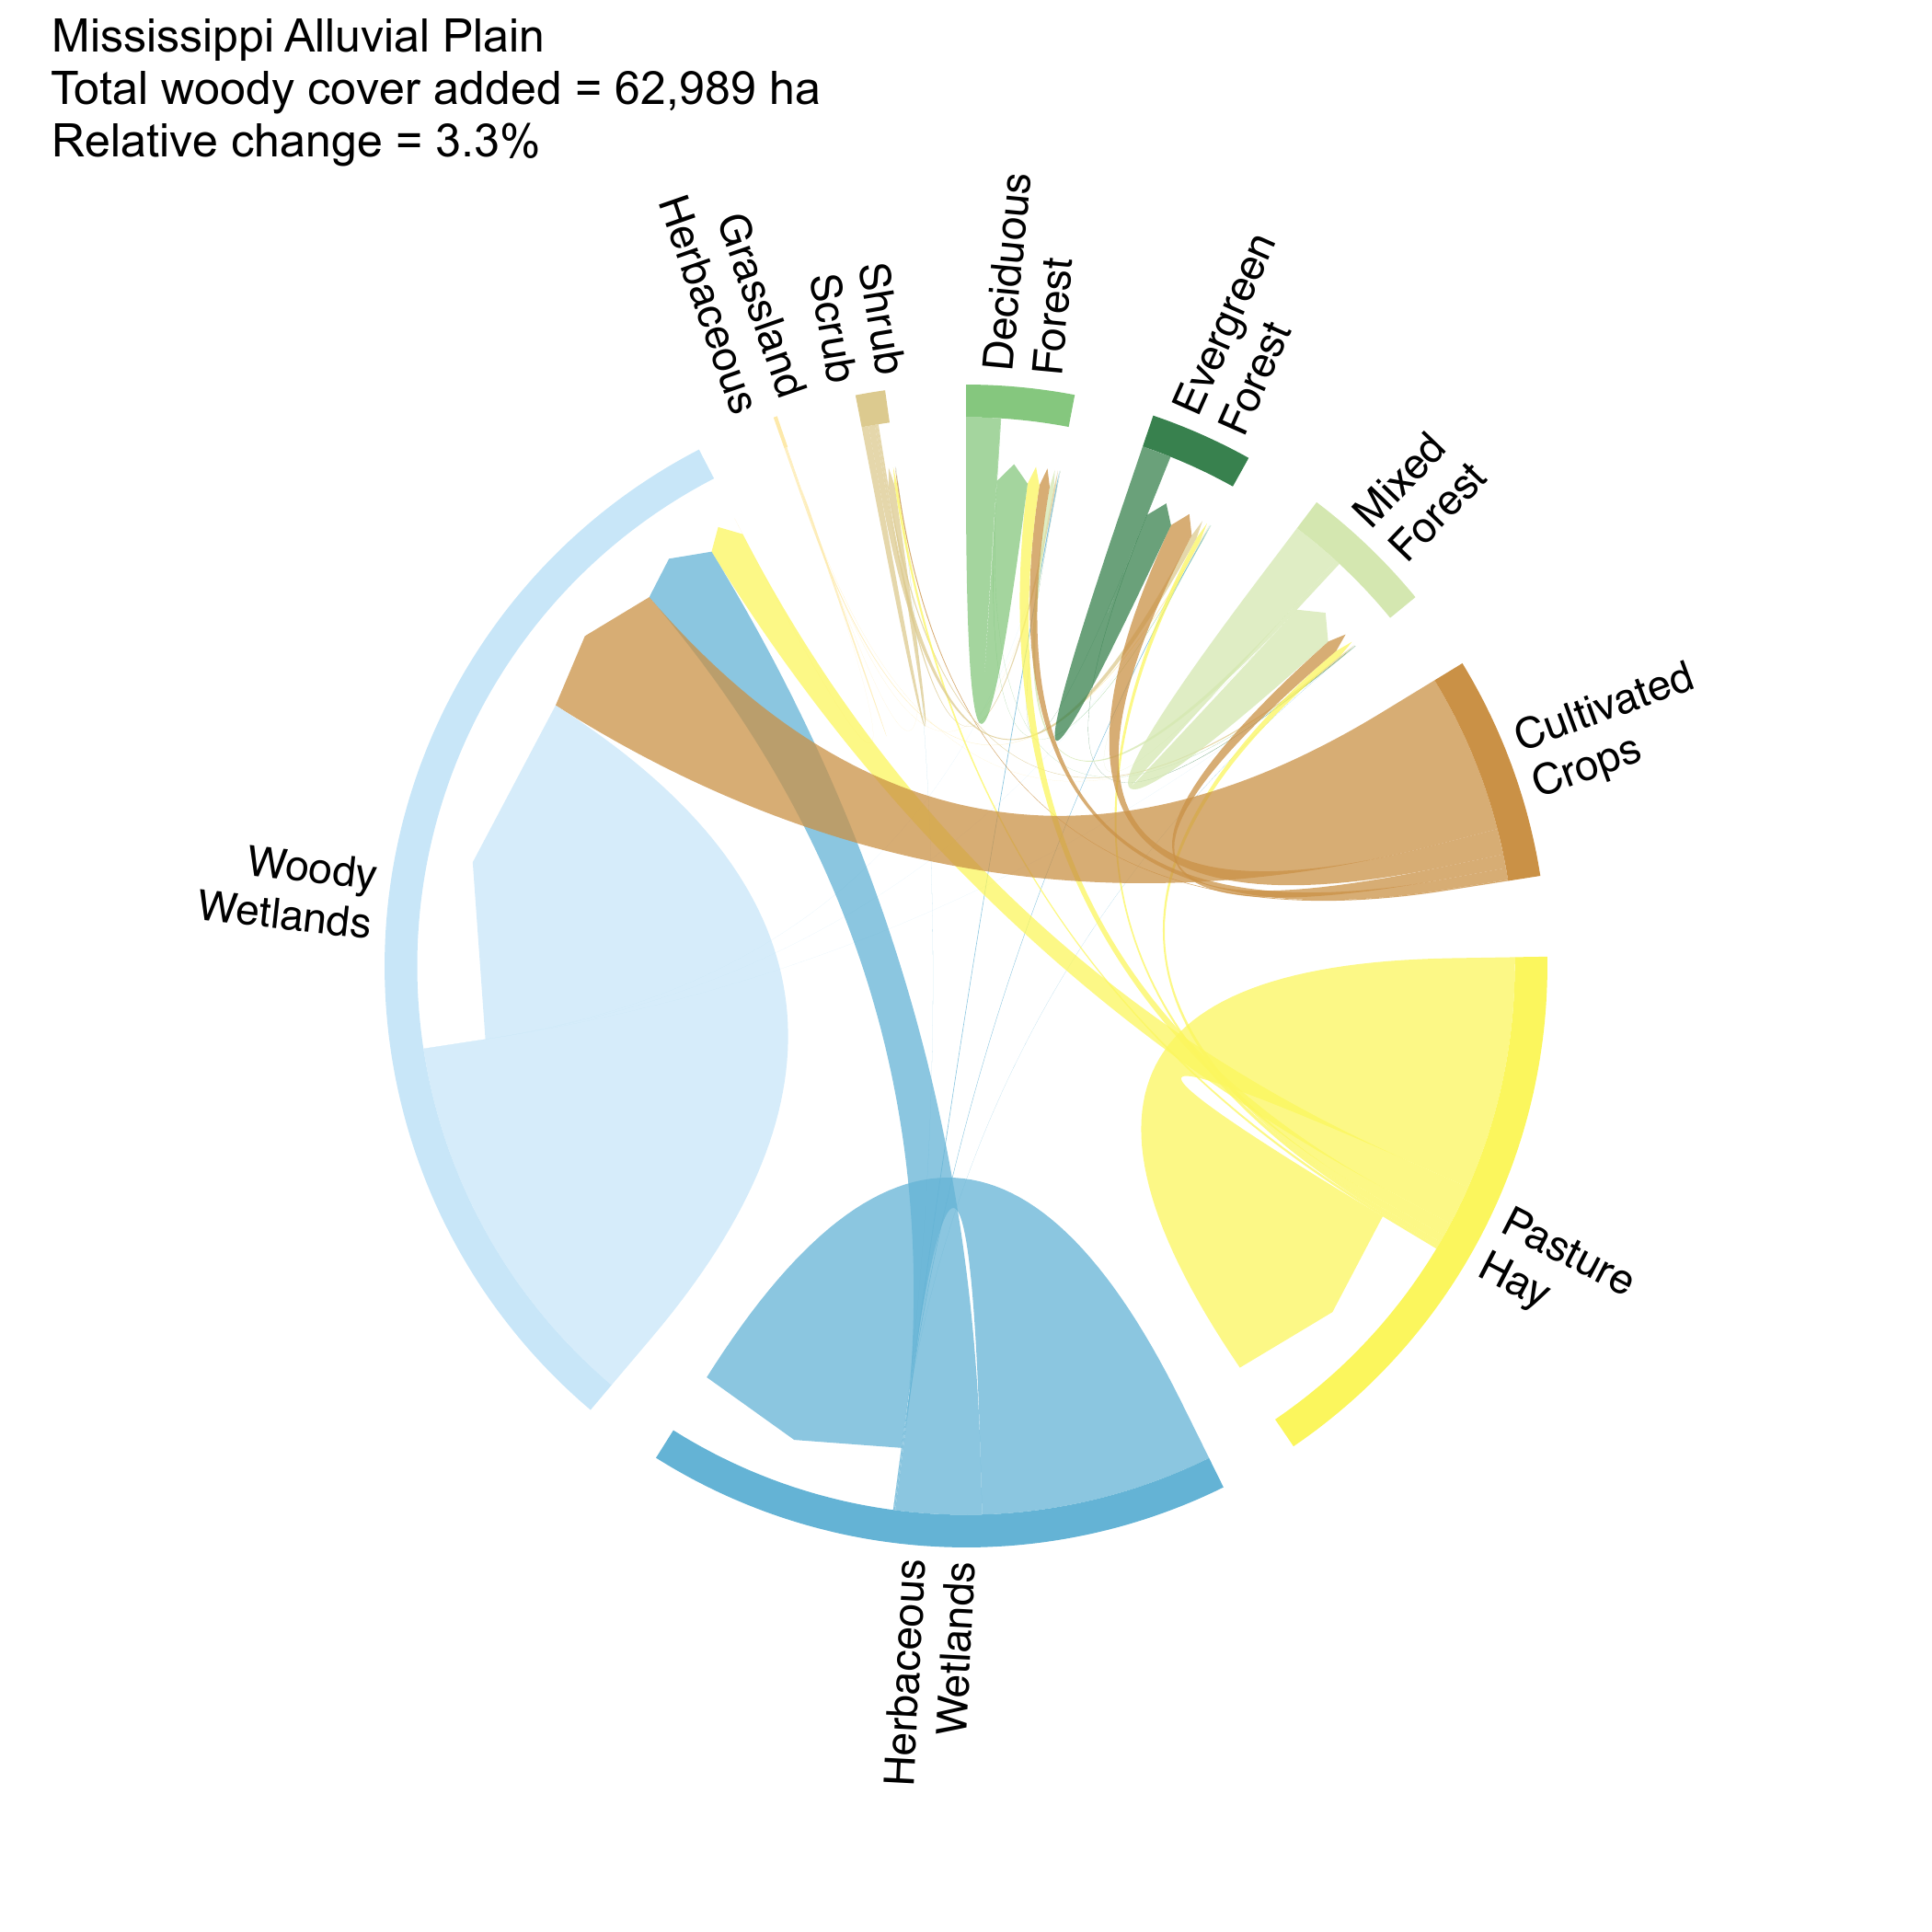 Mississippi Alluvial Plain
Total woody cover added = 62,989 ha
Relative change = 3.3%
Herbaceous
Grassland
Scrub
Shrub
Deciduous
Forest
Evergreen
Forest
Mixed
Forest
Cultivated
Crops
Pasture
Hay
Herbaceous
Wetlands
Woody
Wetlands